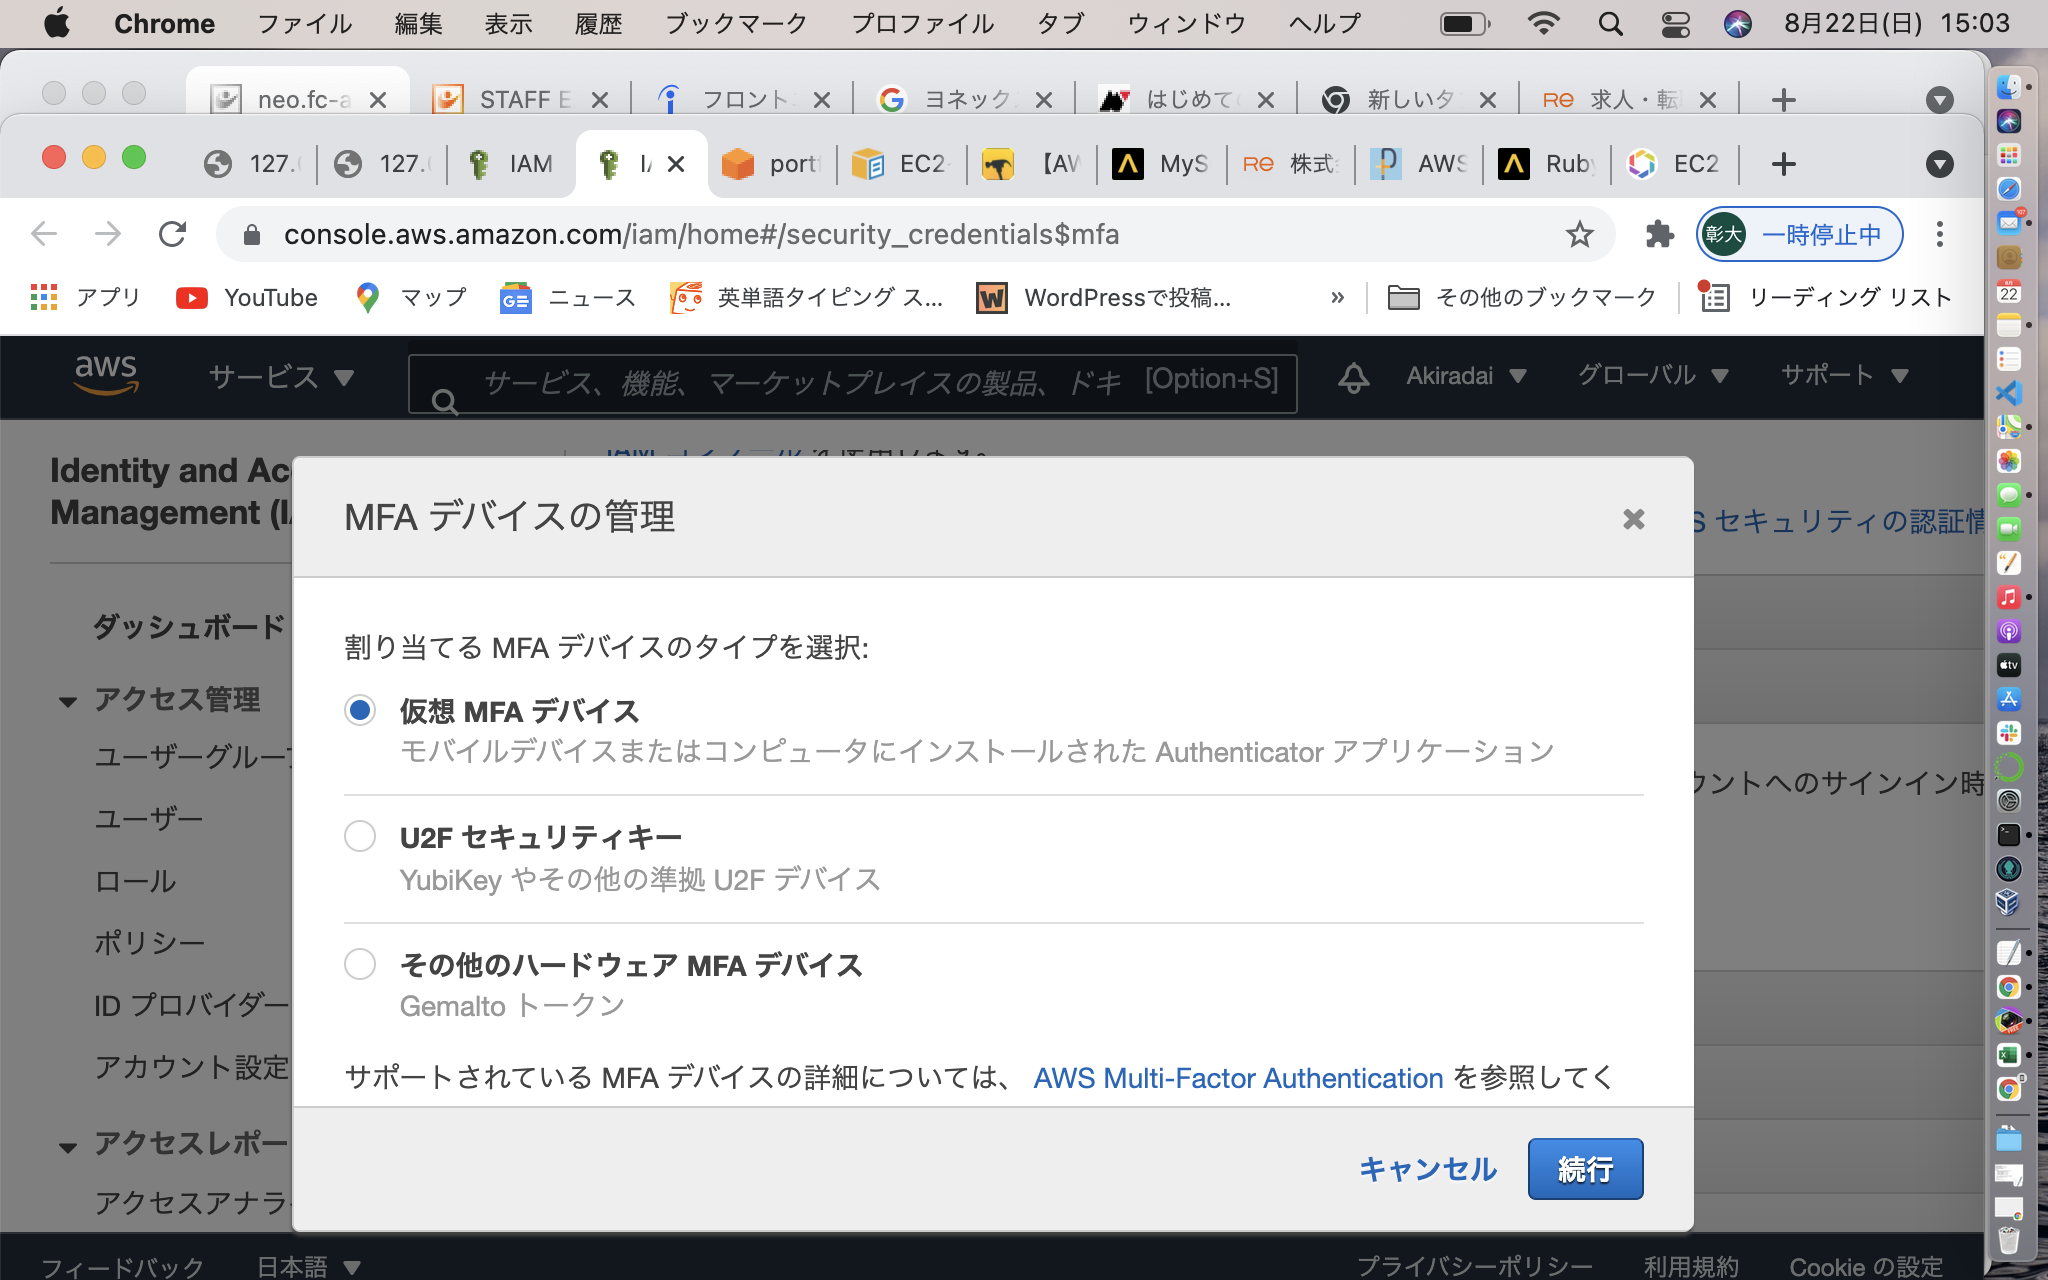 Chrome ファイル 編集 表示 履歴 ブックマーク プロファイル タブ ウィンドウ ヘルプ 8月22日(日) 15:03
neo.fc-a STAFF E フロント ヨネック はじめて 新しいタ RE 求人・転
127. 127. IAM port EC2 【AW MyS RE 株式 AWS Ruby EC2
console.aws.amazon.com/iam/home#/security_credentials$mfa 彰大 一時停止中
アプリ YouTube マップ ニュース 英単語タイピング ス... WordPressで投稿... » その他のブックマーク リーディング リスト
aws サービス サービス、機能、マーケットプレイスの製品、ドキ [Option+S] Akiradai グローバル サポート
Identity and Ac
Management (I
S セキュリティの認証情
MFA デバイスの管理
割り当てる MFA デバイスのタイプを選択:
仮想 MFA デバイス
モバイルデバイスまたはコンピュータにインストールされた Authenticator アプリケーション
U2F セキュリティキー
YubiKey やその他の準拠 U2F デバイス
その他のハードウェア MFA デバイス
Gemalto トークン
サポートされている MFA デバイスの詳細については、 AWS Multi-Factor Authentication を参照してく
キャンセル 続行
ダッシュボード
アクセス管理
ユーザーグループ
ユーザー
ロール
ポリシー
ID プロバイダー
アカウント設定
アクセスレポー
アクセスアナラ
ウントへのサインイン時
フィードバック 日本語 プライバシーポリシー 利用規約 Cookie の設定